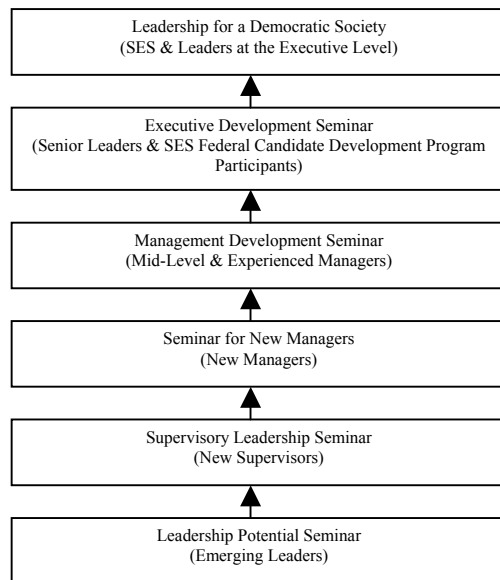 Leadership for a Democratic Society
(SES & Leaders at the Executive Level)
Executive Development Seminar
(Senior Leaders & SES Federal Candidate Development Program
Participants)
Management Development Seminar
(Mid-Level & Experienced Managers)
Seminar for New Managers
(New Managers)
Supervisory Leadership Seminar
(New Supervisors)
Leadership Potential Seminar
(Emerging Leaders)